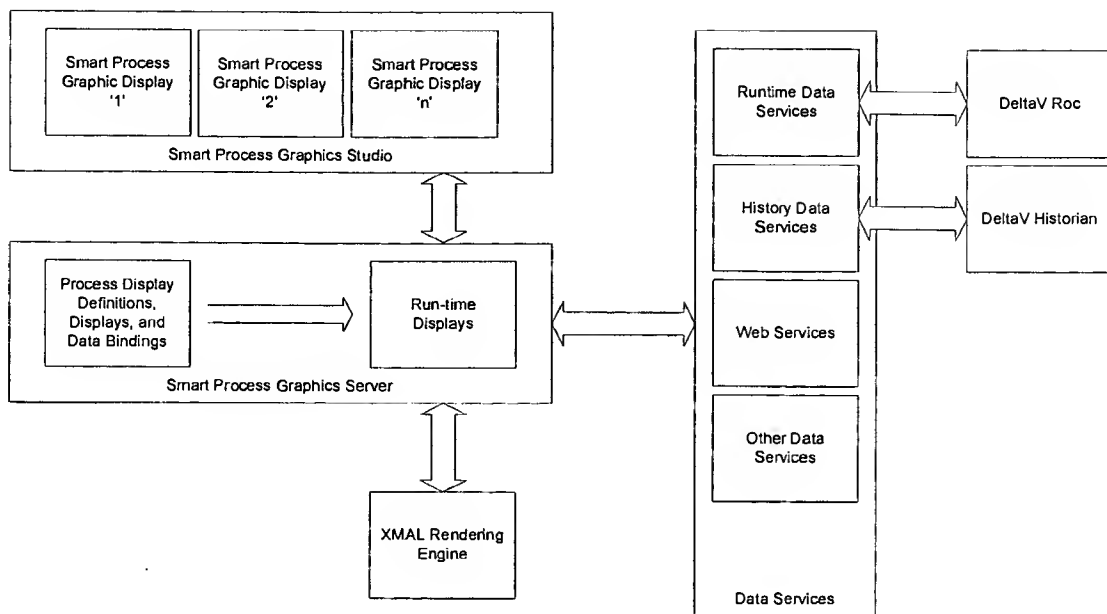 Smart Process
Graphic Display
'1'
Smart Process
Graphic Display
'2'
Smart Process
Graphic Display
'n'
Smart Process Graphics Studio
Process Display
Definitions,
Displays, and
Data Bindings
Run-time
Displays
Smart Process Graphics Server
XMAL Rendering
Engine
Runtime Data
Services
History Data
Services
Web Services
Other Data
Services
Data Services
DeltaV Roc
DeltaV Historian